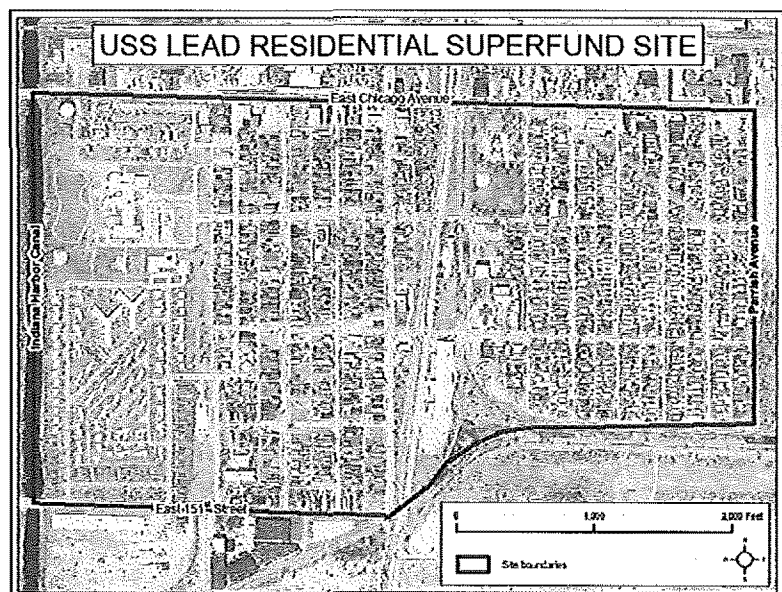 USS LEAD RESIDENTIAL SUPERFUND SITE
East Chicago Avenue
Indiana Harbor Canal
Parrish Avenue
East 151st Street
0 1,000 2,000 Feet
Site boundaries
N